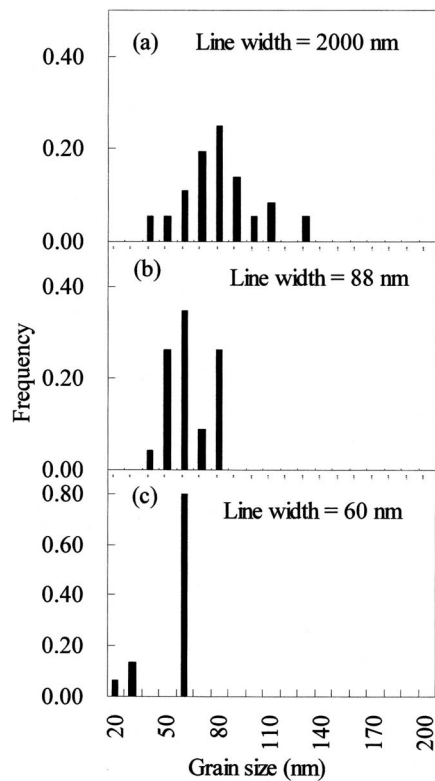 (a) Line width = 2000 nm
0.40
0.20
0.00
(b) Line width = 88 nm
0.40
0.20
0.00
(c) Line width = 60 nm
0.80
0.60
0.40
0.20
0.00
Frequency
20 50 80 110 140 170 200
Grain size (nm)